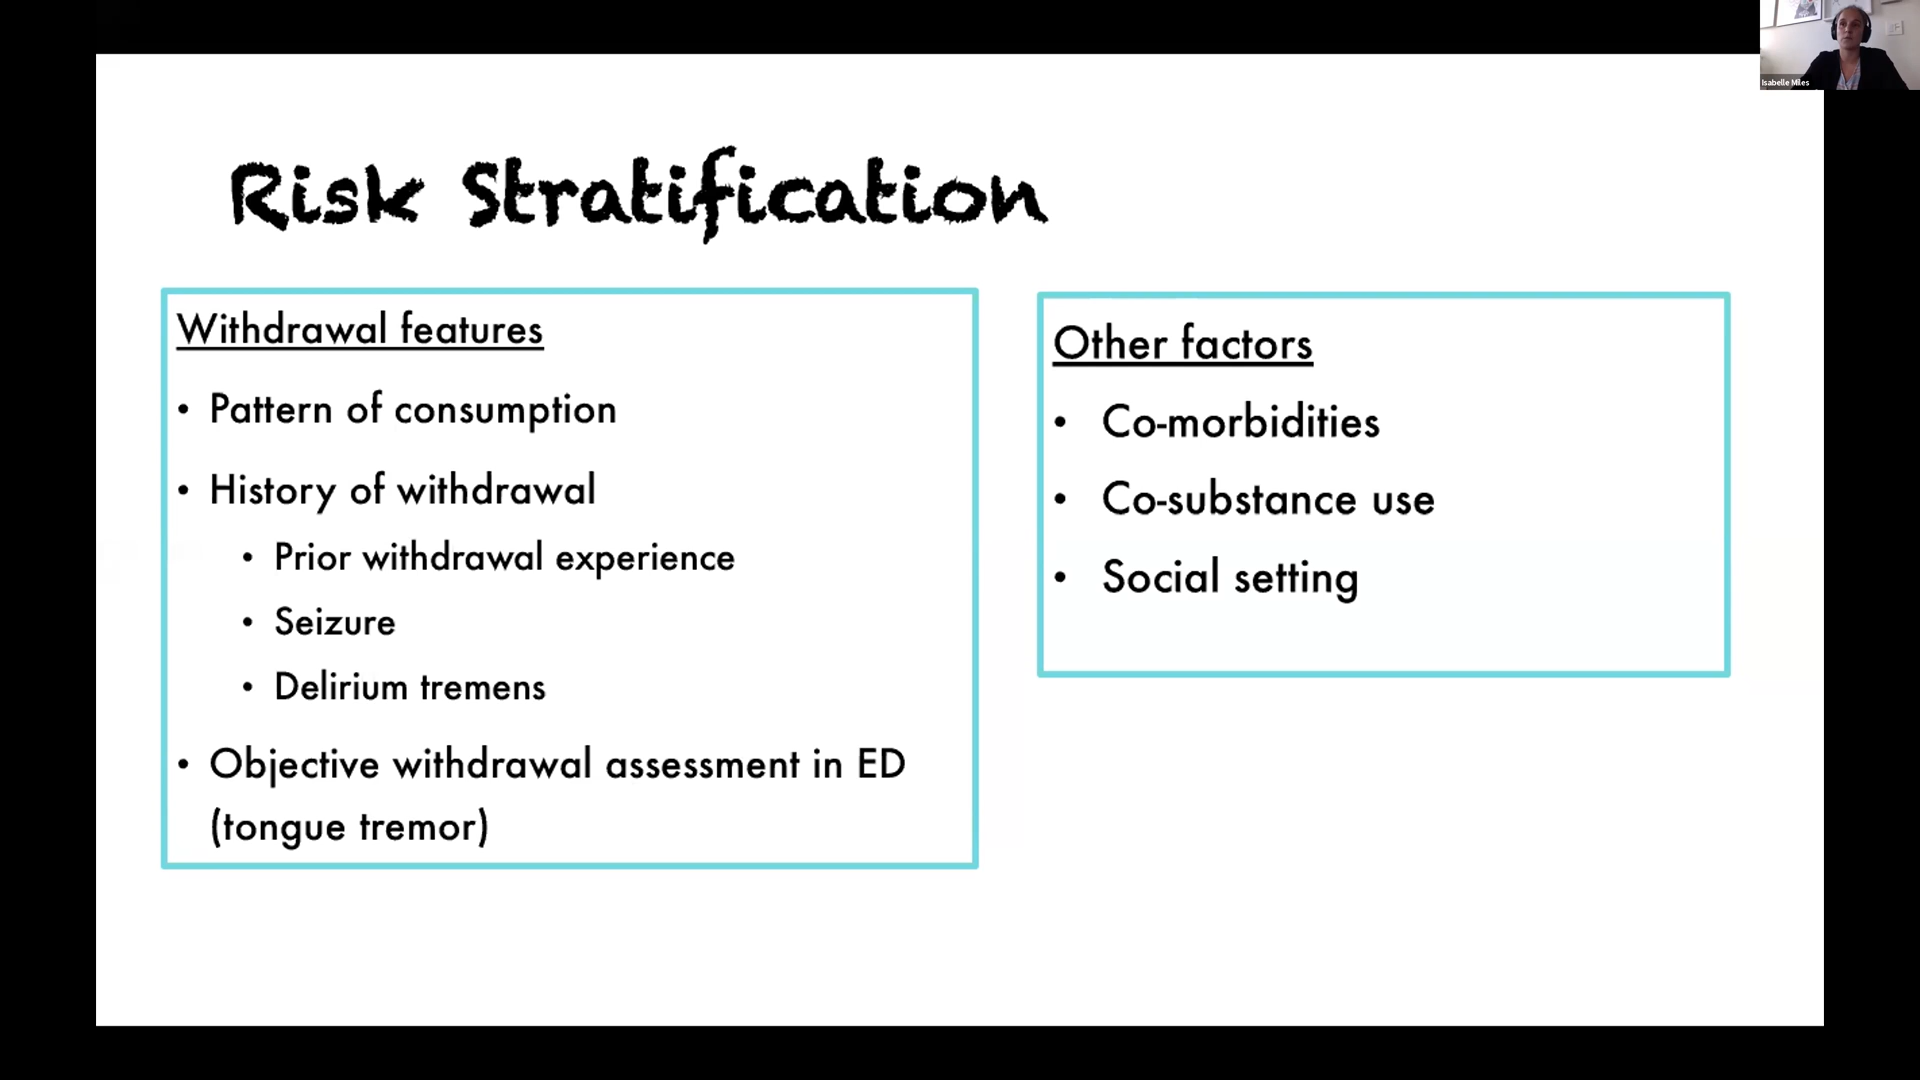 Isabelle Miles
Risk Stratification
Withdrawal features
• Pattern of consumption
• History of withdrawal
• Prior withdrawal experience
• Seizure
• Delirium tremens
• Objective withdrawal assessment in ED
(tongue tremor)
Other factors
• Co-morbidities
• Co-substance use
• Social setting